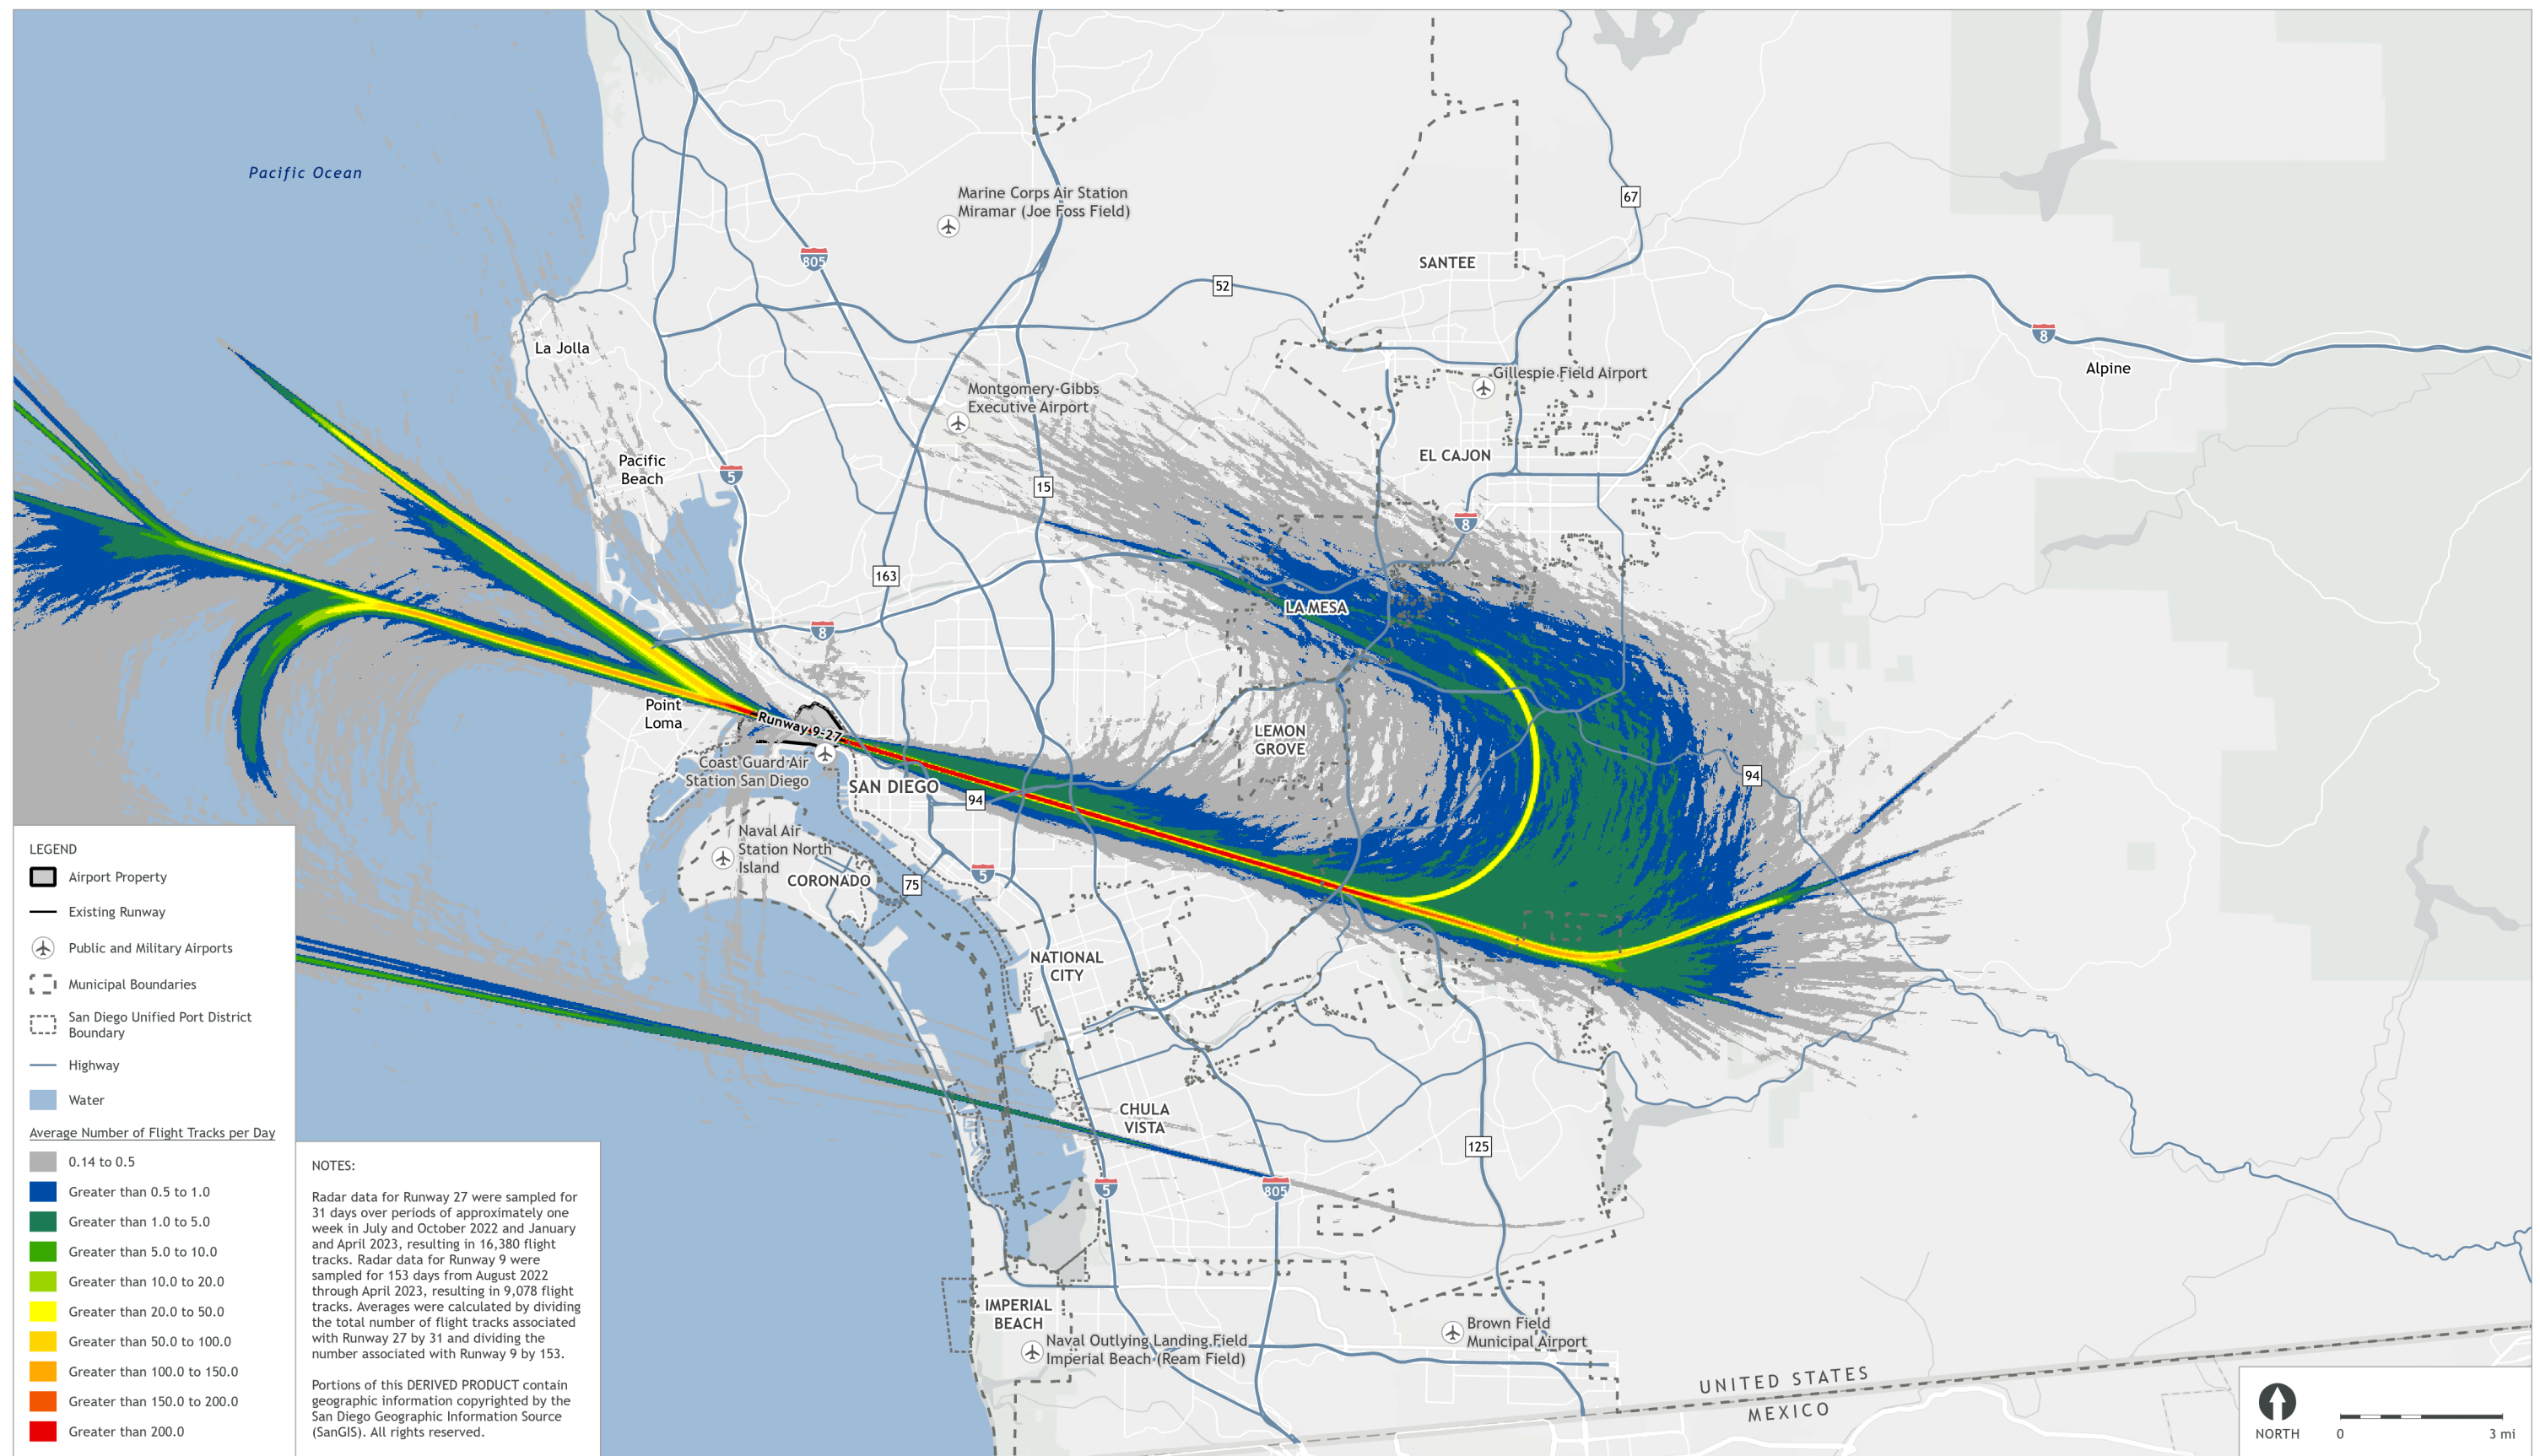 Pacific Ocean
Marine Corps Air Station
Miramar (Joe Foss Field)
67
805
SANTEE
52
8
La Jolla
Alpine
Gillespie Field Airport
Montgomery-Gibbs
Executive Airport
EL CAJON
Pacific
Beach
5
15
8
163
LA MESA
8
Point
Loma
Runway 9-27
LEMON
GROVE
Coast Guard Air
Station San Diego
SAN DIEGO
94
94
Naval Air
Station North
Island
CORONADO
75
5
NATIONAL
CITY
CHULA
VISTA
125
5
805
IMPERIAL
BEACH
Naval Outlying Landing Field
Imperial Beach (Ream Field)
Brown Field
Municipal Airport
UNITED STATES
MEXICO
LEGEND
Airport Property
Existing Runway
Public and Military Airports
Municipal Boundaries
San Diego Unified Port District
Boundary
Highway
Water
Average Number of Flight Tracks per Day
0.14 to 0.5
Greater than 0.5 to 1.0
Greater than 1.0 to 5.0
Greater than 5.0 to 10.0
Greater than 10.0 to 20.0
Greater than 20.0 to 50.0
Greater than 50.0 to 100.0
Greater than 100.0 to 150.0
Greater than 150.0 to 200.0
Greater than 200.0
NOTES:
Radar data for Runway 27 were sampled for
31 days over periods of approximately one
week in July and October 2022 and January
and April 2023, resulting in 16,380 flight
tracks. Radar data for Runway 9 were
sampled for 153 days from August 2022
through April 2023, resulting in 9,078 flight
tracks. Averages were calculated by dividing
the total number of flight tracks associated
with Runway 27 by 31 and dividing the
number associated with Runway 9 by 153.
Portions of this DERIVED PRODUCT contain
geographic information copyrighted by the
San Diego Geographic Information Source
(SanGIS). All rights reserved.
NORTH
0
3 mi